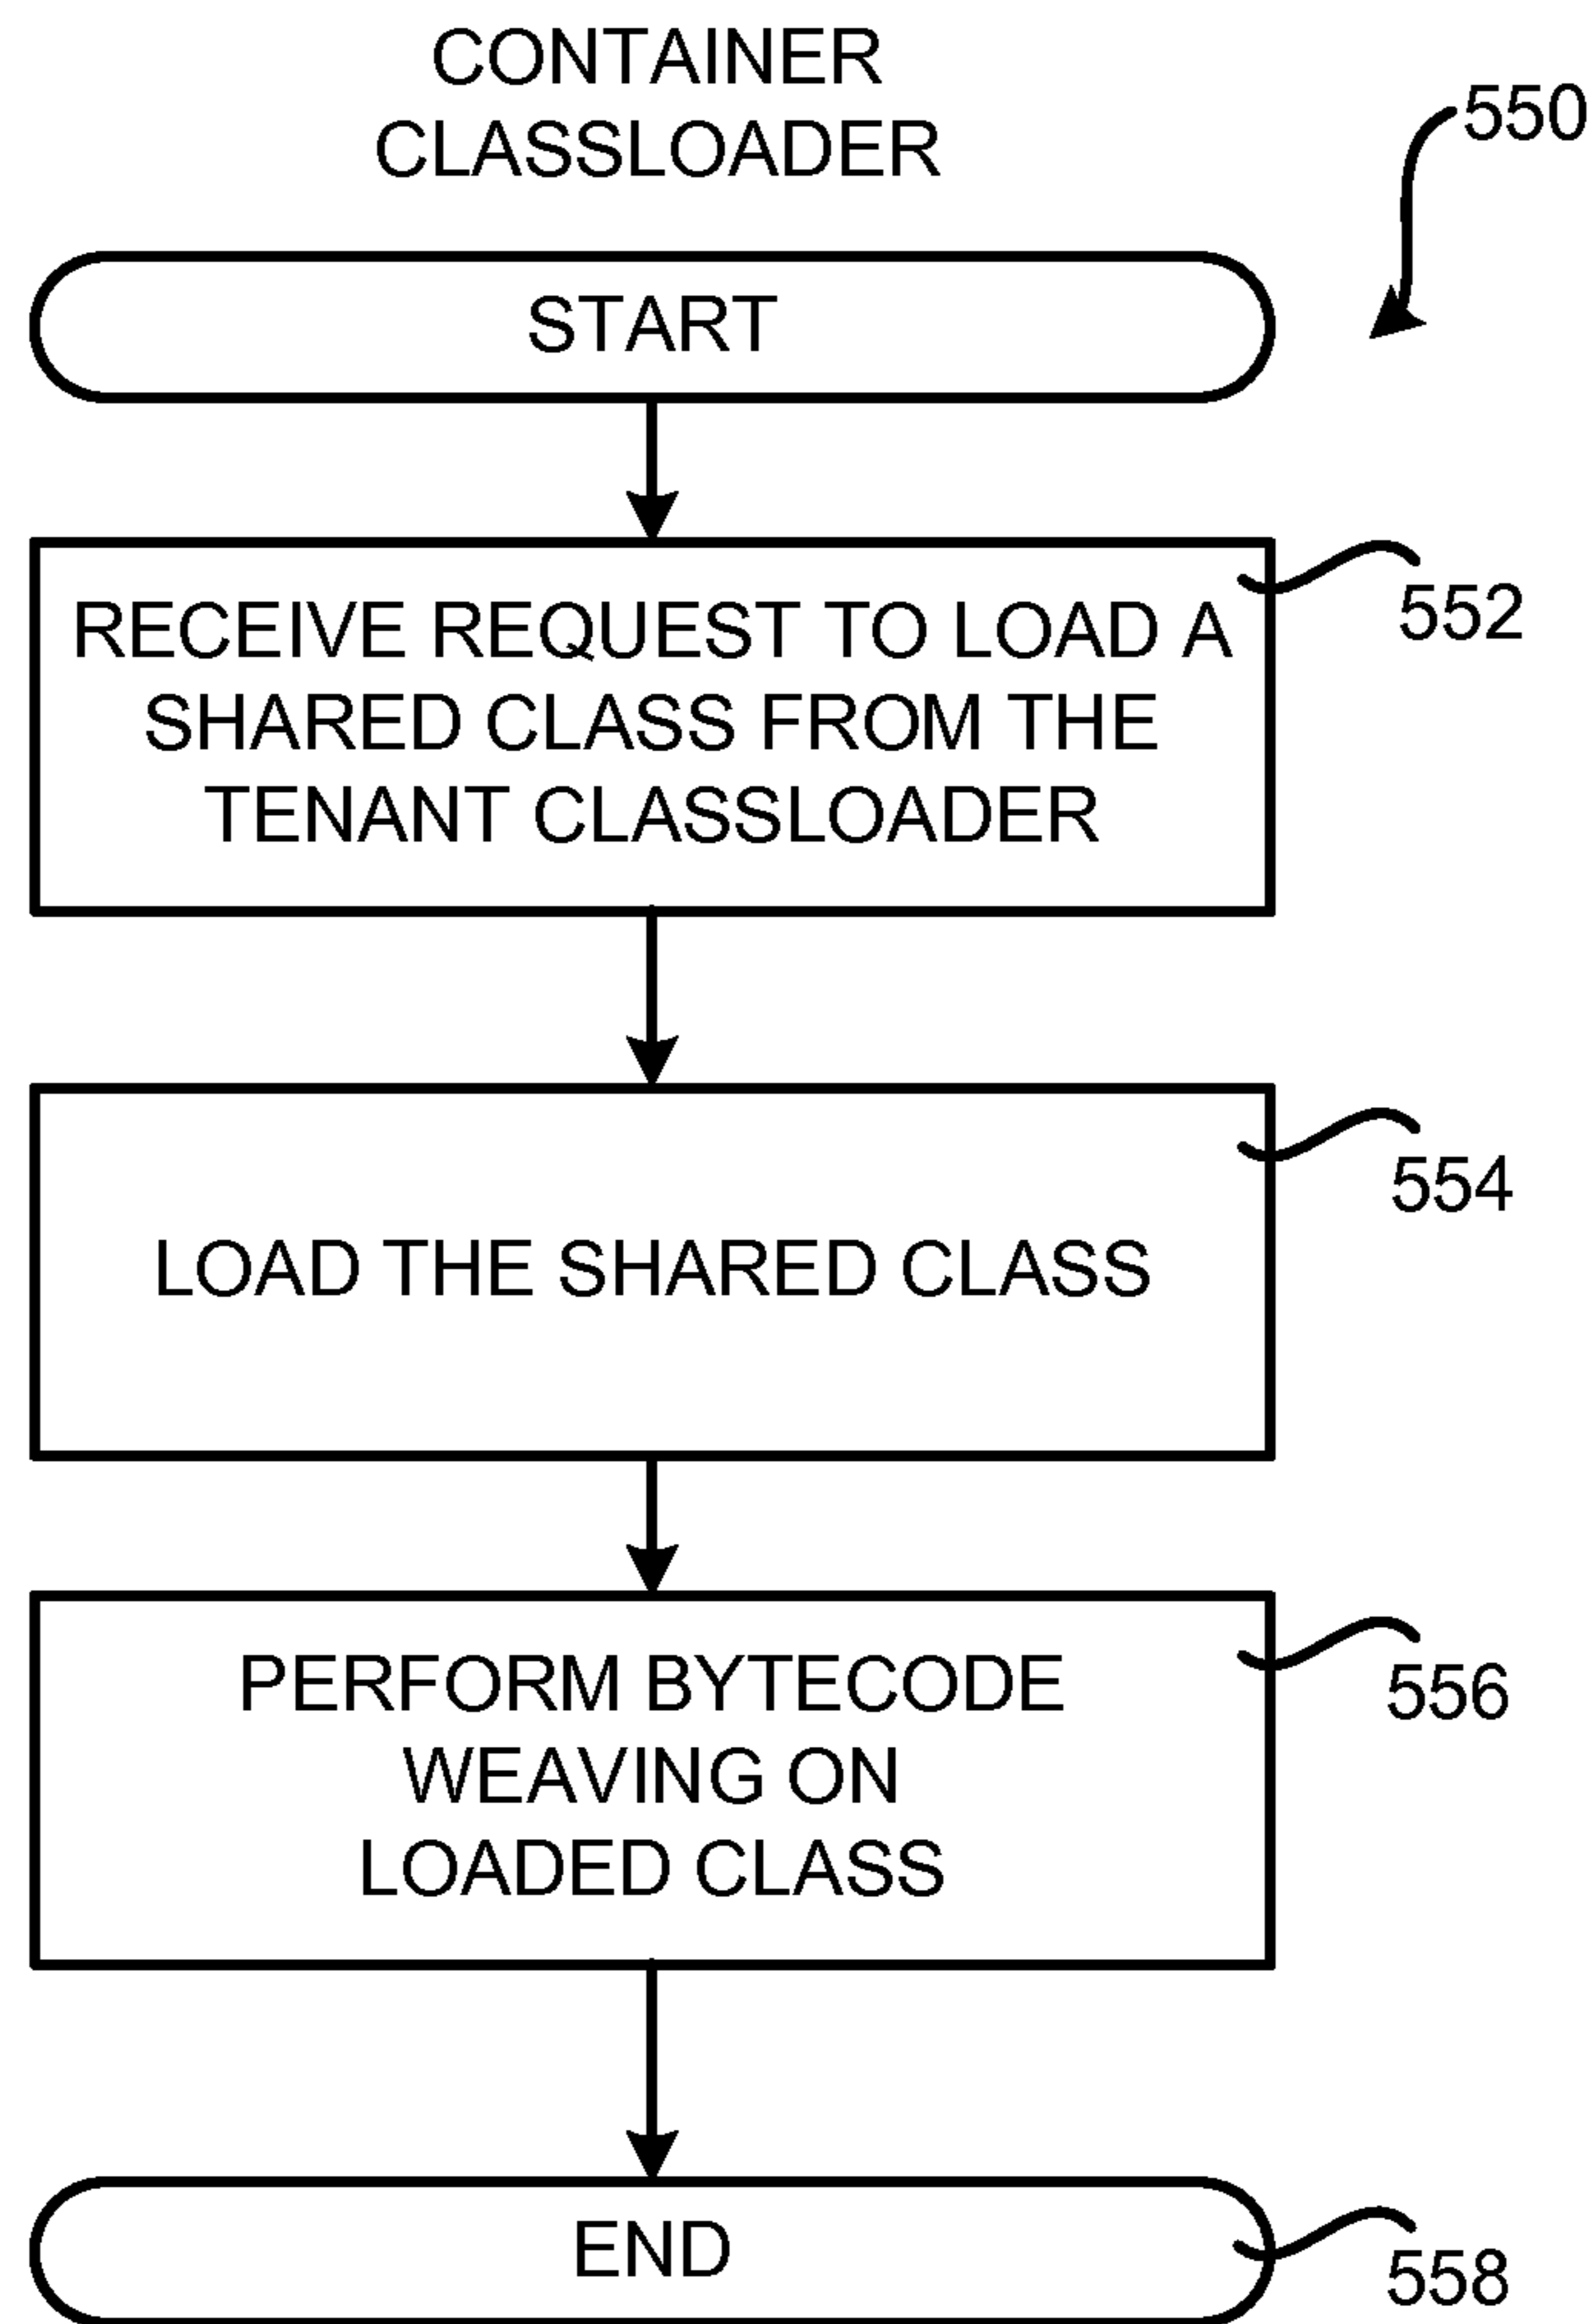 CONTAINER
CLASSLOADER
550
START
RECEIVE REQUEST TO LOAD A
SHARED CLASS FROM THE
TENANT CLASSLOADER
552
LOAD THE SHARED CLASS
554
PERFORM BYTECODE
WEAVING ON
LOADED CLASS
556
END
558